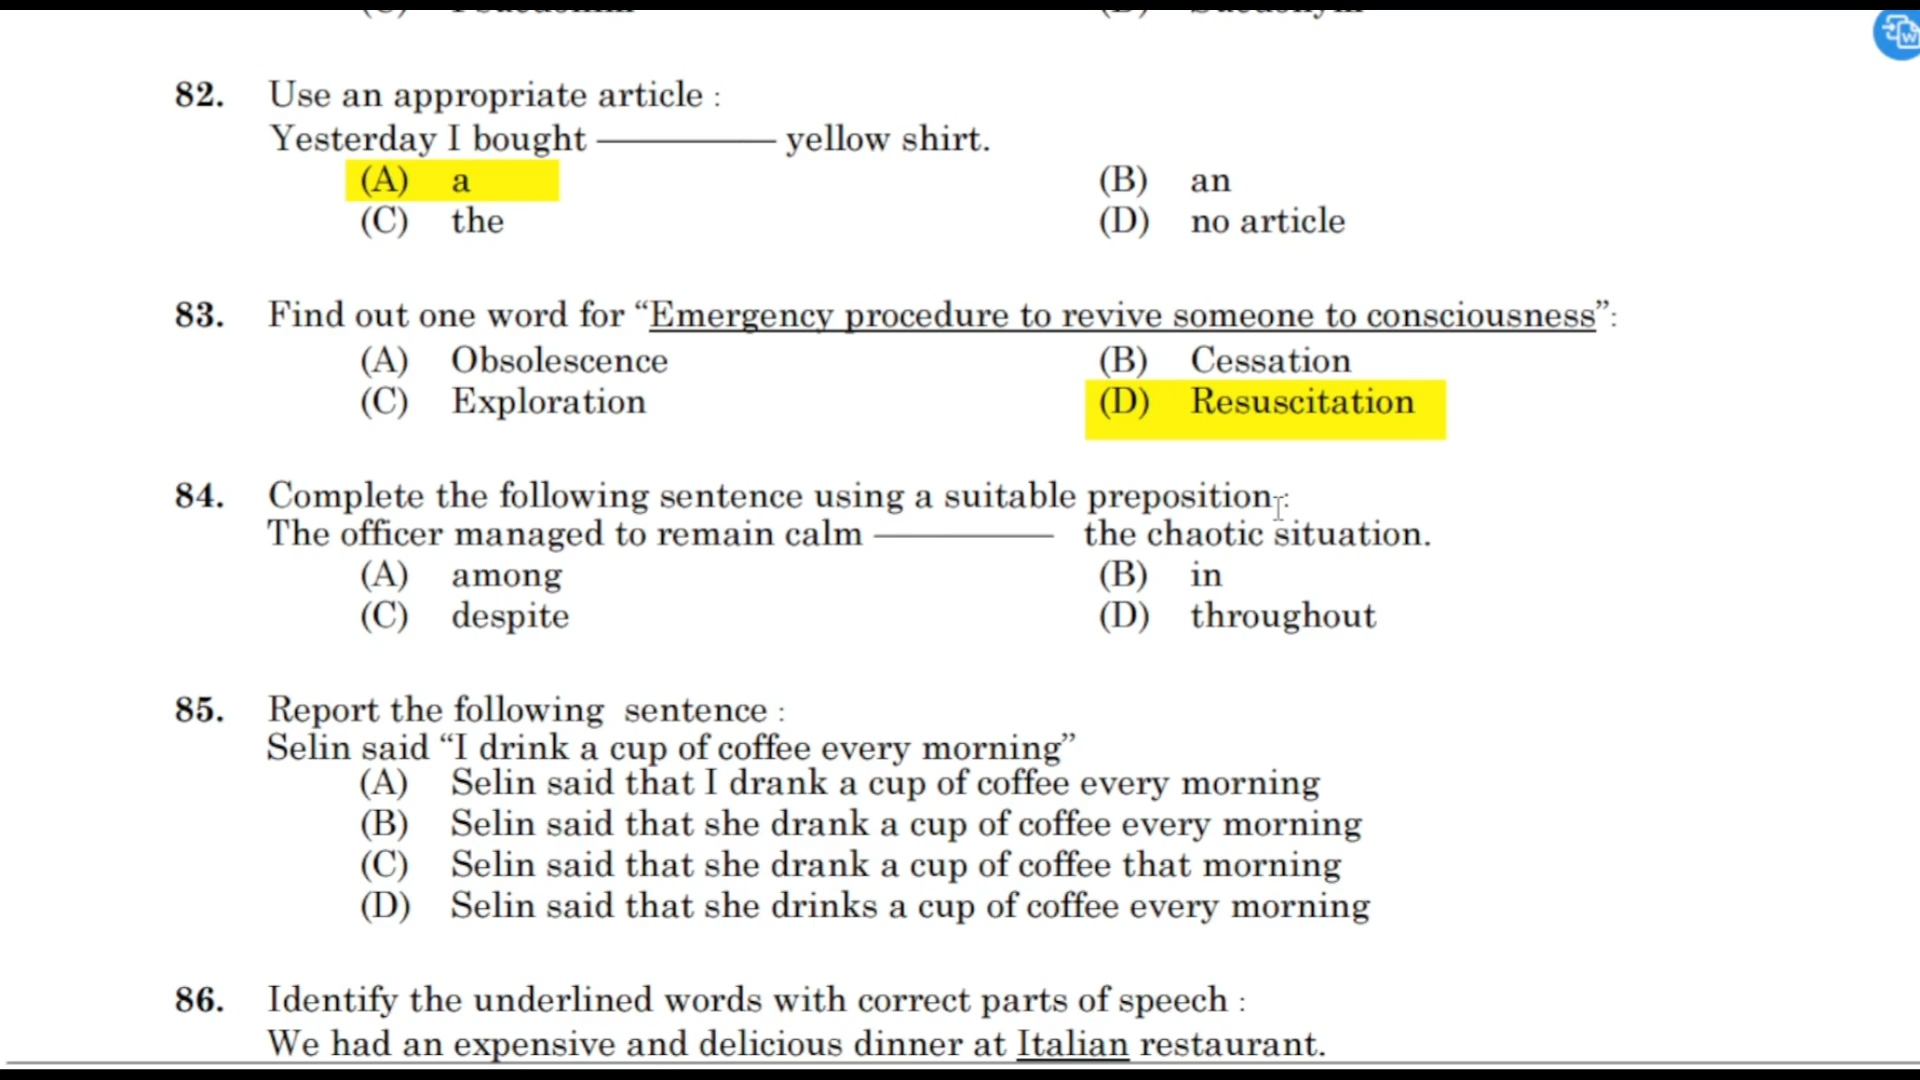 82. Use an appropriate article :
Yesterday I bought ———— yellow shirt.
(A) a (B) an
(C) the (D) no article
83. Find out one word for “Emergency procedure to revive someone to consciousness”:
(A) Obsolescence (B) Cessation
(C) Exploration (D) Resuscitation
84. Complete the following sentence using a suitable preposition :
The officer managed to remain calm ———— the chaotic situation.
(A) among (B) in
(C) despite (D) throughout
85. Report the following sentence :
Selin said “I drink a cup of coffee every morning”
(A) Selin said that I drank a cup of coffee every morning
(B) Selin said that she drank a cup of coffee every morning
(C) Selin said that she drank a cup of coffee that morning
(D) Selin said that she drinks a cup of coffee every morning
86. Identify the underlined words with correct parts of speech :
We had an expensive and delicious dinner at Italian restaurant.